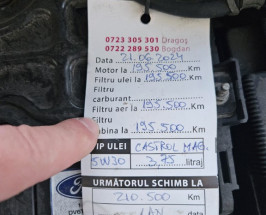 0723 305 301 Dragoș
0722 289 530 Bogdan
Data 21.06.2024
Motor la 195.500 Km
Filtru ulei la 195.500 Km
Filtru
carburant Km
Filtru aer la 195.500 Km
Filtru
cabina la 195.500 Km
TIP ULEI CASTROL MAG.
5W30 3,75 litraj
URMĂTORUL SCHIMB LA
210.500 Km
Ford